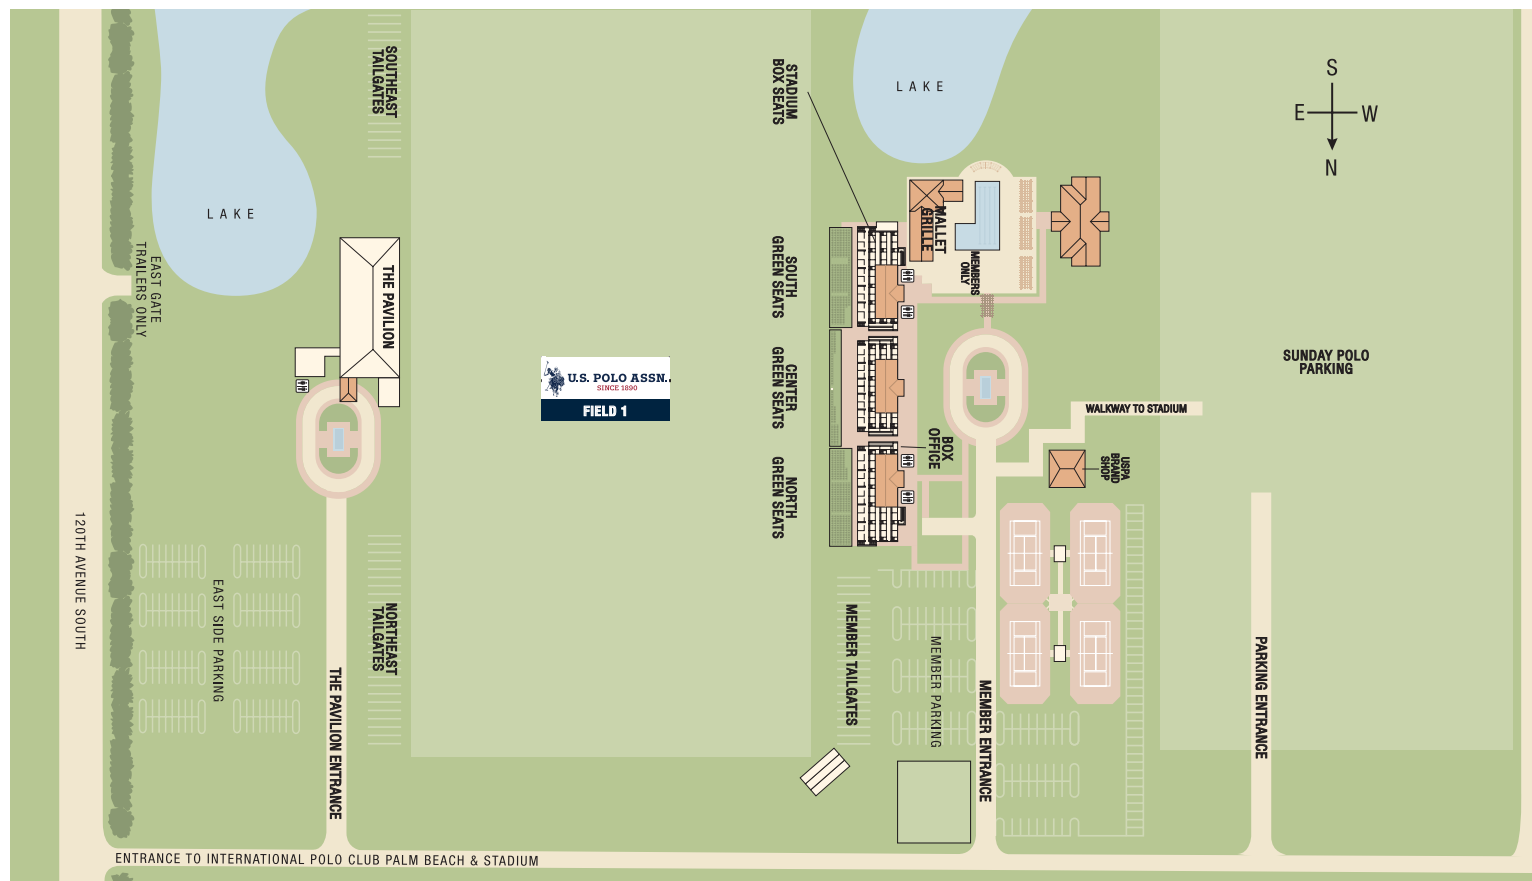 SOUTHEAST
TAILGATES
STADIUM
BOX SEATS
LAKE
S
E
W
N
LAKE
MALLET
GRILLE
MEMBERS
ONLY
EAST GATE
TRAILERS ONLY
THE PAVILION
SOUTH
GREEN SEATS
CENTER
GREEN SEATS
NORTH
GREEN SEATS
U.S. POLO ASSN.
SINCE 1890
FIELD 1
SUNDAY POLO
PARKING
WALKWAY TO STADIUM
BOX
OFFICE
USPA
BRAND
SHOP
120TH AVENUE SOUTH
EAST SIDE PARKING
NORTHEAST
TAILGATES
THE PAVILION ENTRANCE
MEMBER TAILGATES
MEMBER PARKING
MEMBER ENTRANCE
PARKING ENTRANCE
ENTRANCE TO INTERNATIONAL POLO CLUB PALM BEACH & STADIUM